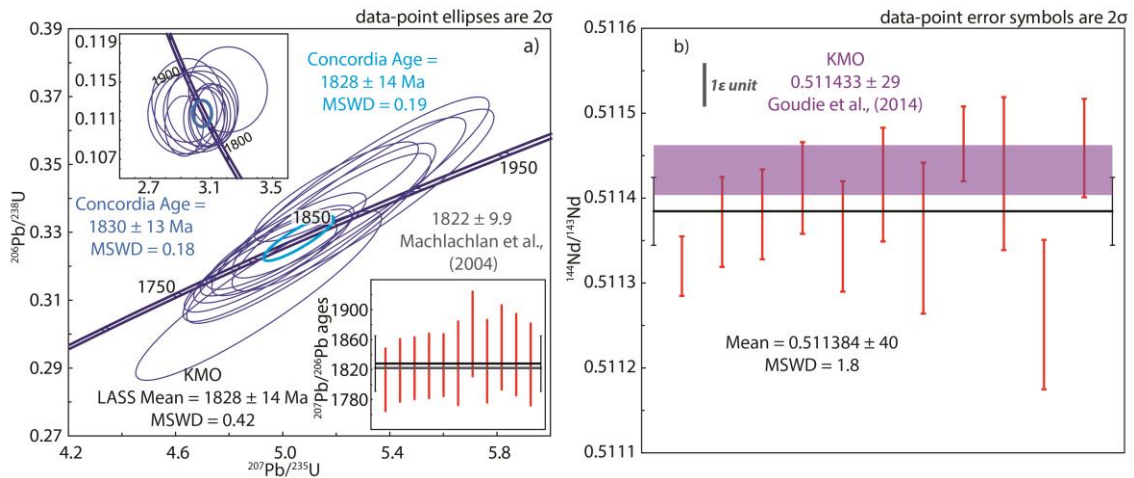 data-point ellipses are 2σ
a)
0.39
0.37
0.35
0.33
0.31
0.29
0.27
²⁰⁶Pb/²³⁸U
4.2
4.6
5.0
5.4
5.8
²⁰⁷Pb/²³⁵U
0.119
0.115
0.111
0.107
2.7
3.1
3.5
1900
1800
Concordia Age =
1828 ± 14 Ma
MSWD = 0.19
1950
1850
1750
Concordia Age =
1830 ± 13 Ma
MSWD = 0.18
1822 ± 9.9
Machlachlan et al.,
(2004)
KMO
LASS Mean = 1828 ± 14 Ma
MSWD = 0.42
²⁰⁷Pb/²⁰⁶Pb ages
1900
1860
1820
1780
data-point error symbols are 2σ
b)
0.5116
0.5115
0.5114
0.5113
0.5112
0.5111
¹⁴⁴Nd/¹⁴³Nd
1ε unit
KMO
0.511433 ± 29
Goudie et al., (2014)
Mean = 0.511384 ± 40
MSWD = 1.8